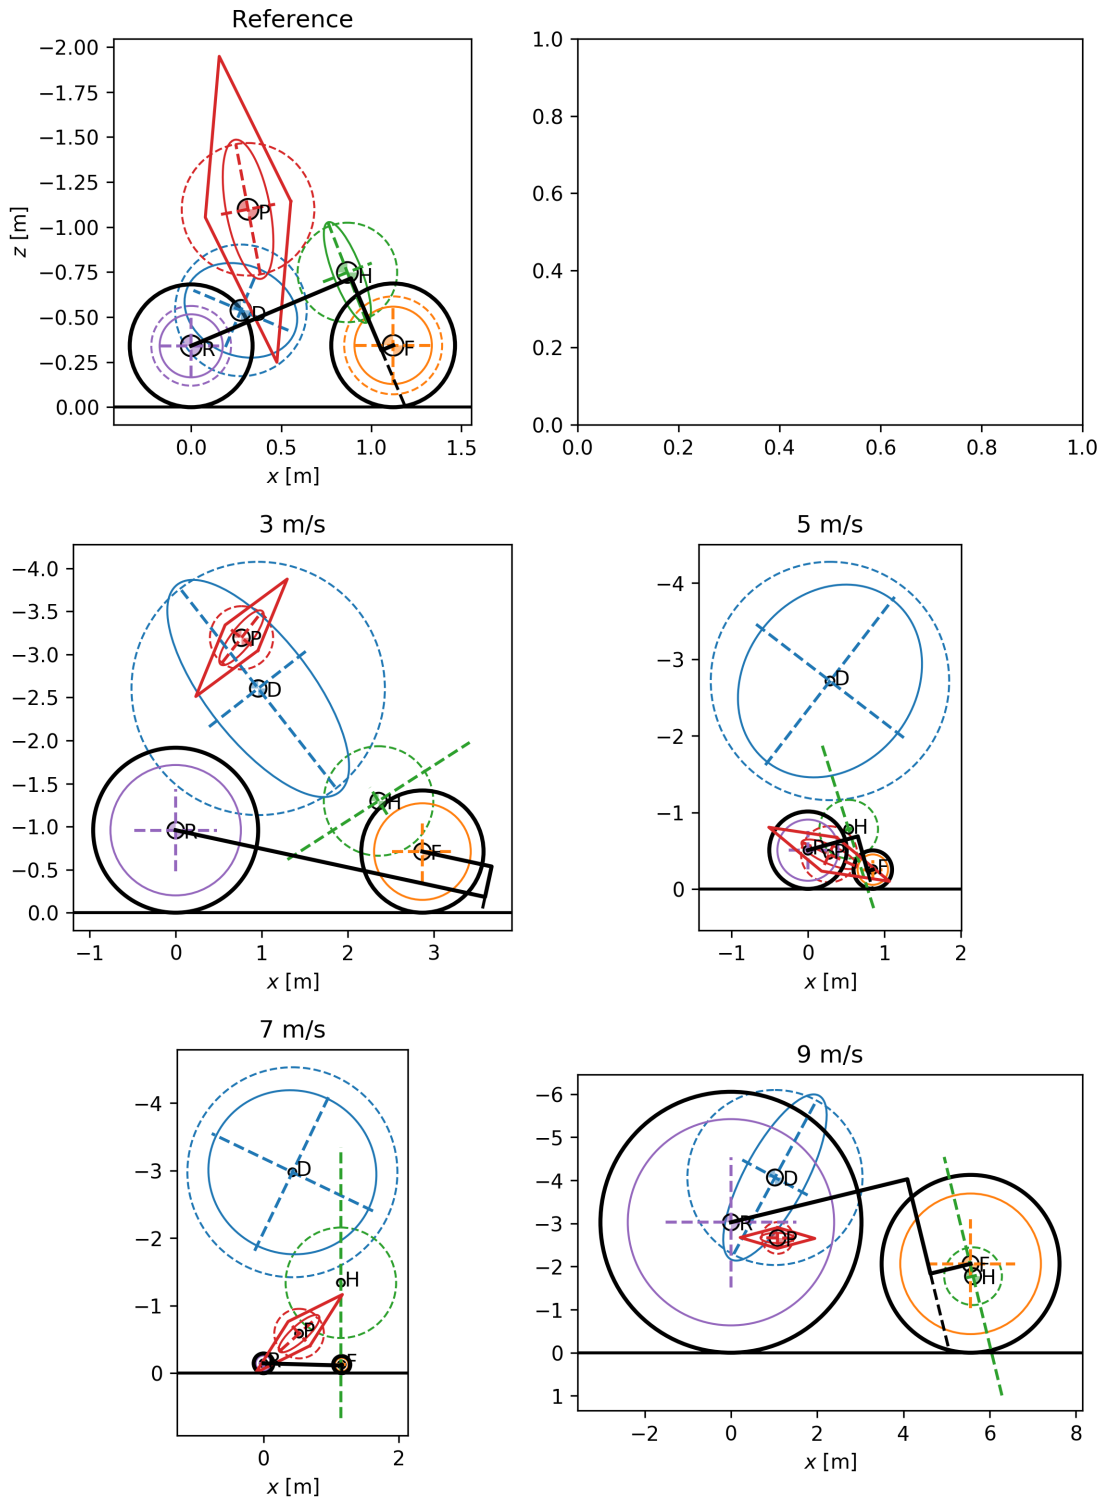 Reference
−2.00
−1.75
−1.50
−1.25
−1.00
−0.75
−0.50
−0.25
0.00
z [m]
P
H
D
R
F
0.0 0.5 1.0 1.5
x [m]
1.0
0.8
0.6
0.4
0.2
0.0
0.0 0.2 0.4 0.6 0.8 1.0
3 m/s
−4.0
−3.5
−3.0
−2.5
−2.0
−1.5
−1.0
−0.5
0.0
P
D
H
R
F
−1 0 1 2 3
x [m]
5 m/s
−4
−3
−2
−1
0
D
H
R
P
F
−1 0 1 2
x [m]
7 m/s
−4
−3
−2
−1
0
D
H
P
R
F
0 2
x [m]
9 m/s
−6
−5
−4
−3
−2
−1
0
1
D
R
P
F
H
−2 0 2 4 6 8
x [m]